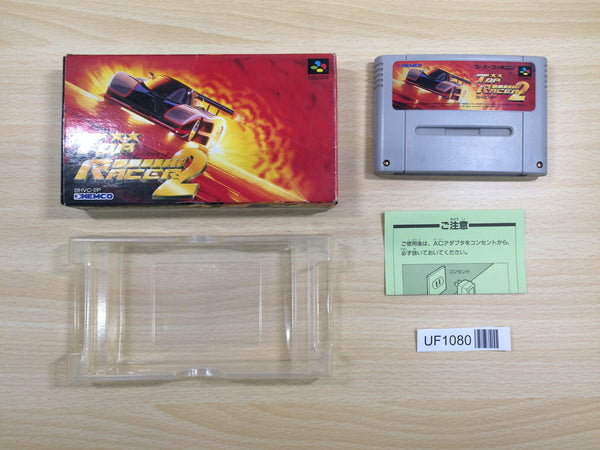 TOP
RACER 2
SHVC-2P
KEMCO
KEMCO
スーパーファミコン
TOP
RACER 2
SHVC-2P
ご注意
ご使用後は、ACアダプタをコンセントから、
必ず抜いておいてください。
コンセント
UF1080